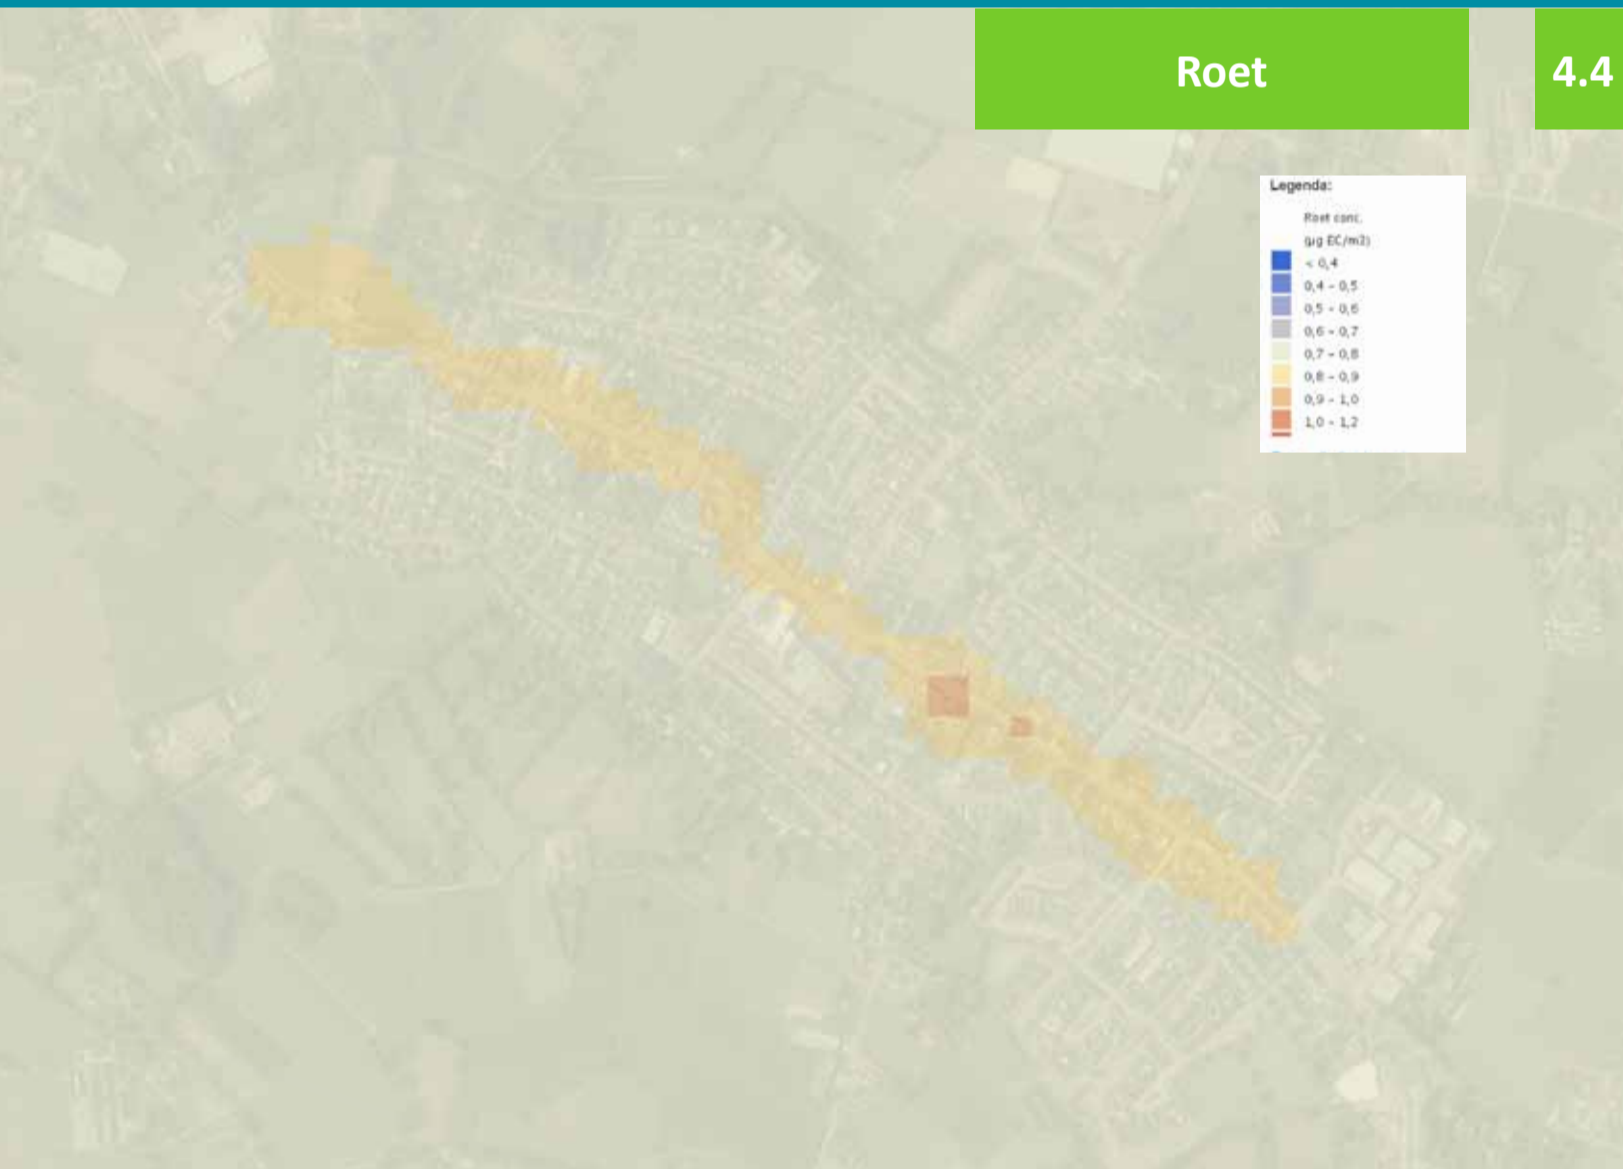 Roet
4.4
Legenda:
Roet conc.
(µg EC/m2)
< 0,4
0,4 - 0,5
0,5 - 0,6
0,6 - 0,7
0,7 - 0,8
0,8 - 0,9
0,9 - 1,0
1,0 - 1,2